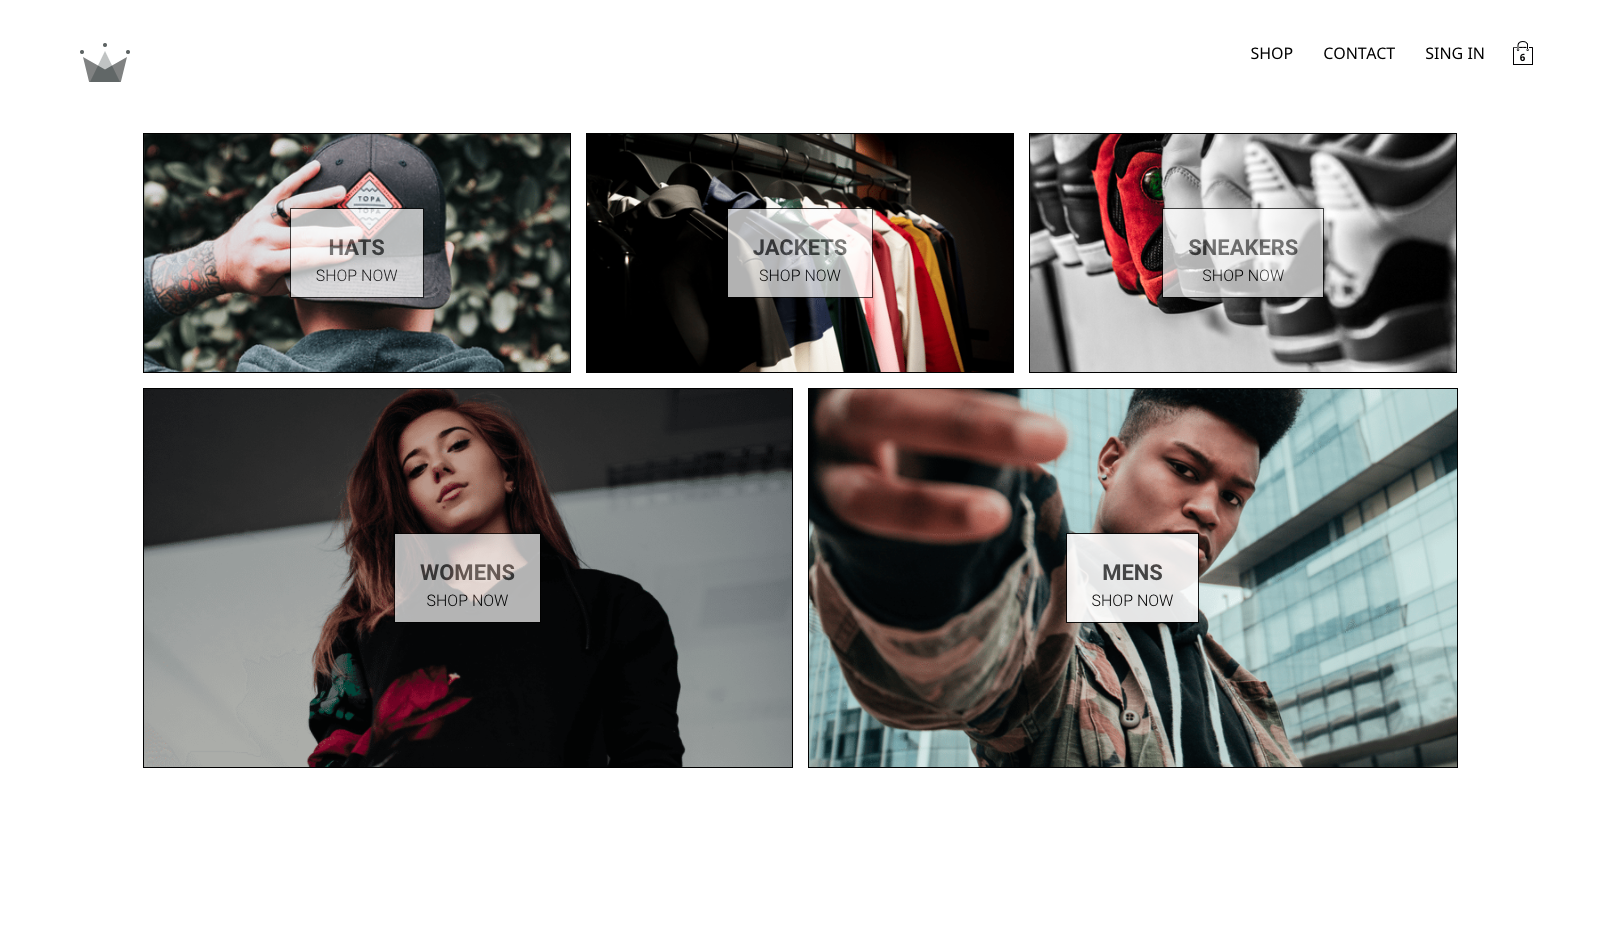 SHOP CONTACT SING IN 6
TOPA
TOPA
HATS
SHOP NOW
JACKETS
SHOP NOW
SNEAKERS
SHOP NOW
WOMENS
SHOP NOW
MENS
SHOP NOW